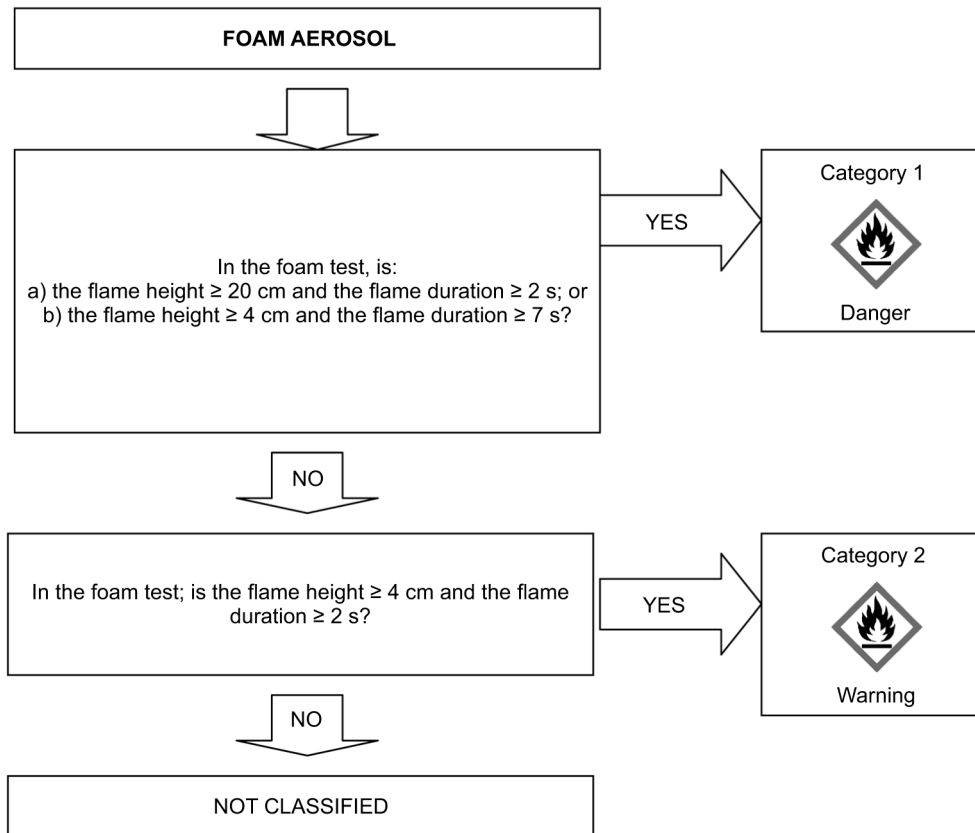 FOAM AEROSOL
In the foam test, is:
a) the flame height ≥ 20 cm and the flame duration ≥ 2 s; or
b) the flame height ≥ 4 cm and the flame duration ≥ 7 s?
YES
Category 1
Danger
NO
In the foam test; is the flame height ≥ 4 cm and the flame
duration ≥ 2 s?
YES
Category 2
Warning
NO
NOT CLASSIFIED